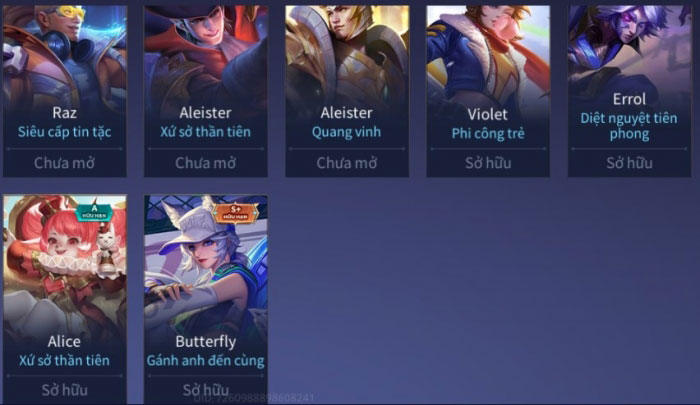 Raz
Siêu cấp tin tặc
Chưa mở
Aleister
Xứ sở thần tiên
Chưa mở
Aleister
Quang vinh
Chưa mở
Violet
Phi công trẻ
Sở hữu
Errol
Diệt nguyệt tiên
phong
Sở hữu
A
HỮU HẠN
Alice
Xứ sở thần tiên
Sở hữu
S+
HỮU HẠN
Butterfly
Gánh anh đến cùng
Sở hữu
UID: 7260988898608241